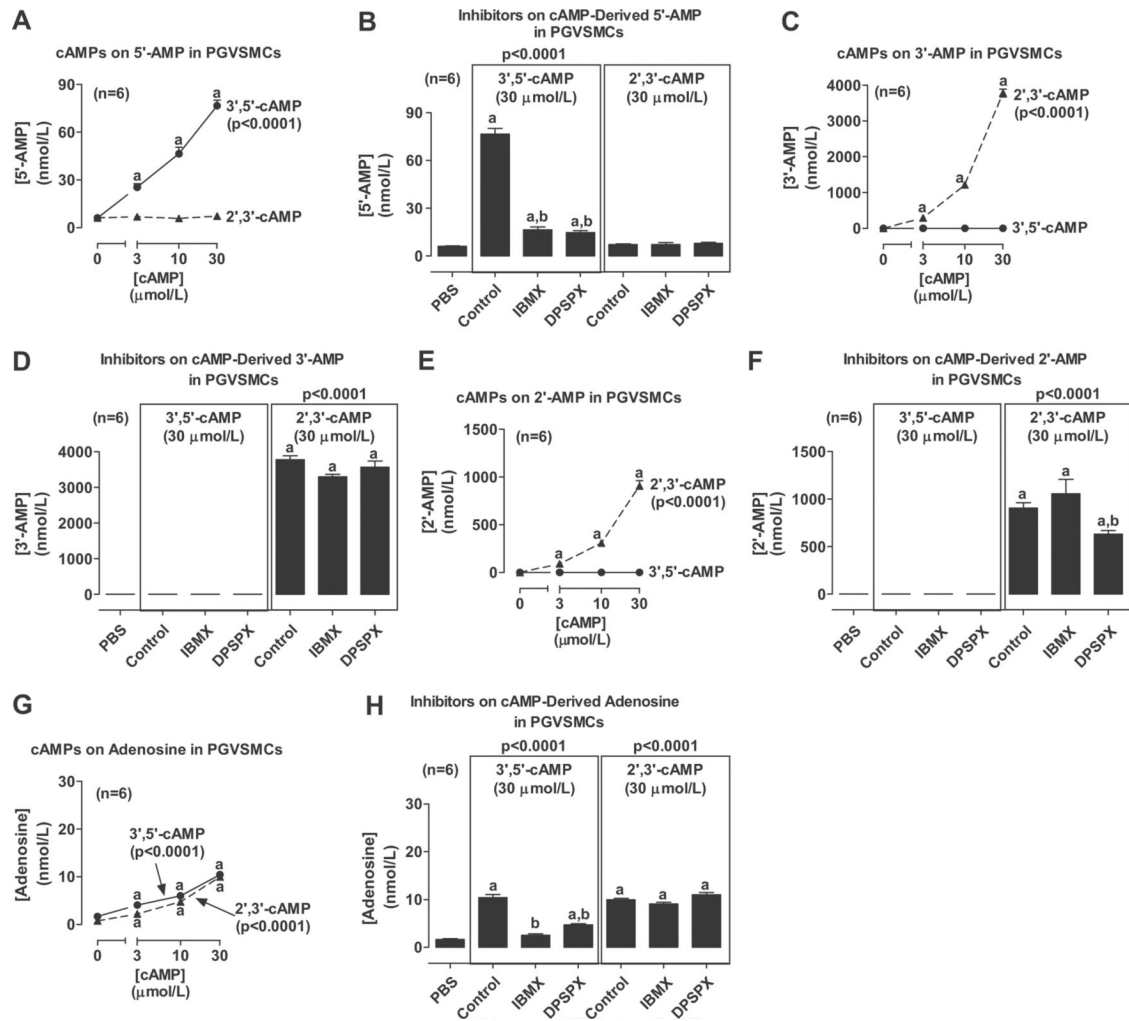 A
cAMPs on 5'-AMP in PGVSMCs
(n=6)
90
60
30
0
[5'-AMP]
(nmol/L)
a
a
a
3',5'-cAMP
(p<0.0001)
2',3'-cAMP
0
3
10
30
[cAMP]
(μmol/L)
B
Inhibitors on cAMP-Derived 5'-AMP
in PGVSMCs
p<0.0001
(n=6)
3',5'-cAMP
(30 μmol/L)
2',3'-cAMP
(30 μmol/L)
90
60
30
0
[5'-AMP]
(nmol/L)
a
a,b
a,b
PBS
Control
IBMX
DPSPX
Control
IBMX
DPSPX
C
cAMPs on 3'-AMP in PGVSMCs
(n=6)
4000
3000
2000
1000
0
[3'-AMP]
(nmol/L)
a
a
a
2',3'-cAMP
(p<0.0001)
3',5'-cAMP
0
3
10
30
[cAMP]
(μmol/L)
D
Inhibitors on cAMP-Derived 3'-AMP
in PGVSMCs
p<0.0001
(n=6)
3',5'-cAMP
(30 μmol/L)
2',3'-cAMP
(30 μmol/L)
4000
3000
2000
1000
0
[3'-AMP]
(nmol/L)
a
a
a
PBS
Control
IBMX
DPSPX
Control
IBMX
DPSPX
E
cAMPs on 2'-AMP in PGVSMCs
(n=6)
1500
1000
500
0
[2'-AMP]
(nmol/L)
a
a
a
2',3'-cAMP
(p<0.0001)
3',5'-cAMP
0
3
10
30
[cAMP]
(μmol/L)
F
Inhibitors on cAMP-Derived 2'-AMP
in PGVSMCs
p<0.0001
(n=6)
3',5'-cAMP
(30 μmol/L)
2',3'-cAMP
(30 μmol/L)
1500
1000
500
0
[2'-AMP]
(nmol/L)
a
a
a,b
PBS
Control
IBMX
DPSPX
Control
IBMX
DPSPX
G
cAMPs on Adenosine in PGVSMCs
(n=6)
30
20
10
0
[Adenosine]
(nmol/L)
3',5'-cAMP
(p<0.0001)
a
a
a
a
a
a
2',3'-cAMP
(p<0.0001)
0
3
10
30
[cAMP]
(μmol/L)
H
Inhibitors on cAMP-Derived Adenosine
in PGVSMCs
p<0.0001
p<0.0001
(n=6)
3',5'-cAMP
(30 μmol/L)
2',3'-cAMP
(30 μmol/L)
30
20
10
0
[Adenosine]
(nmol/L)
a
b
a,b
a
a
a
PBS
Control
IBMX
DPSPX
Control
IBMX
DPSPX